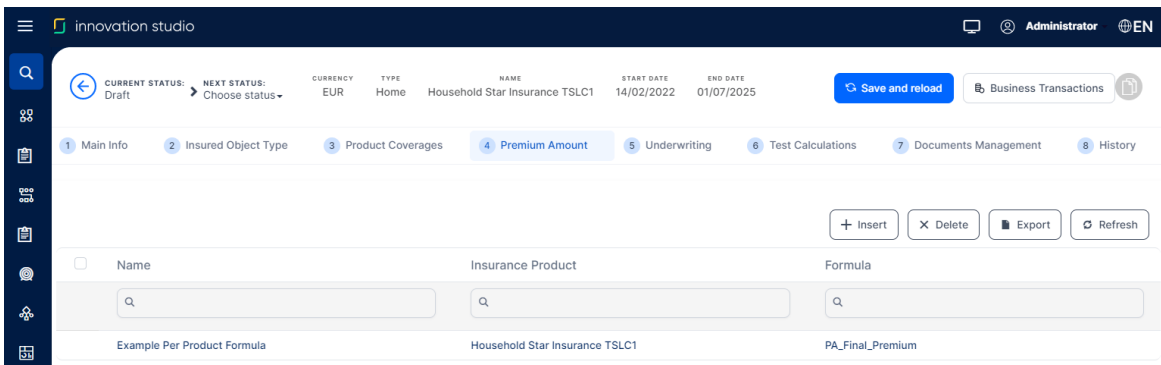 innovation studio
Administrator
EN
CURRENT STATUS:
Draft
NEXT STATUS:
Choose status
CURRENCY
EUR
TYPE
Home
NAME
Household Star Insurance TSLC1
START DATE
14/02/2022
END DATE
01/07/2025
Save and reload
Business Transactions
1 Main Info
2 Insured Object Type
3 Product Coverages
4 Premium Amount
5 Underwriting
6 Test Calculations
7 Documents Management
8 History
+ Insert
× Delete
Export
Refresh
Name Insurance Product Formula
Example Per Product Formula Household Star Insurance TSLC1 PA_Final_Premium